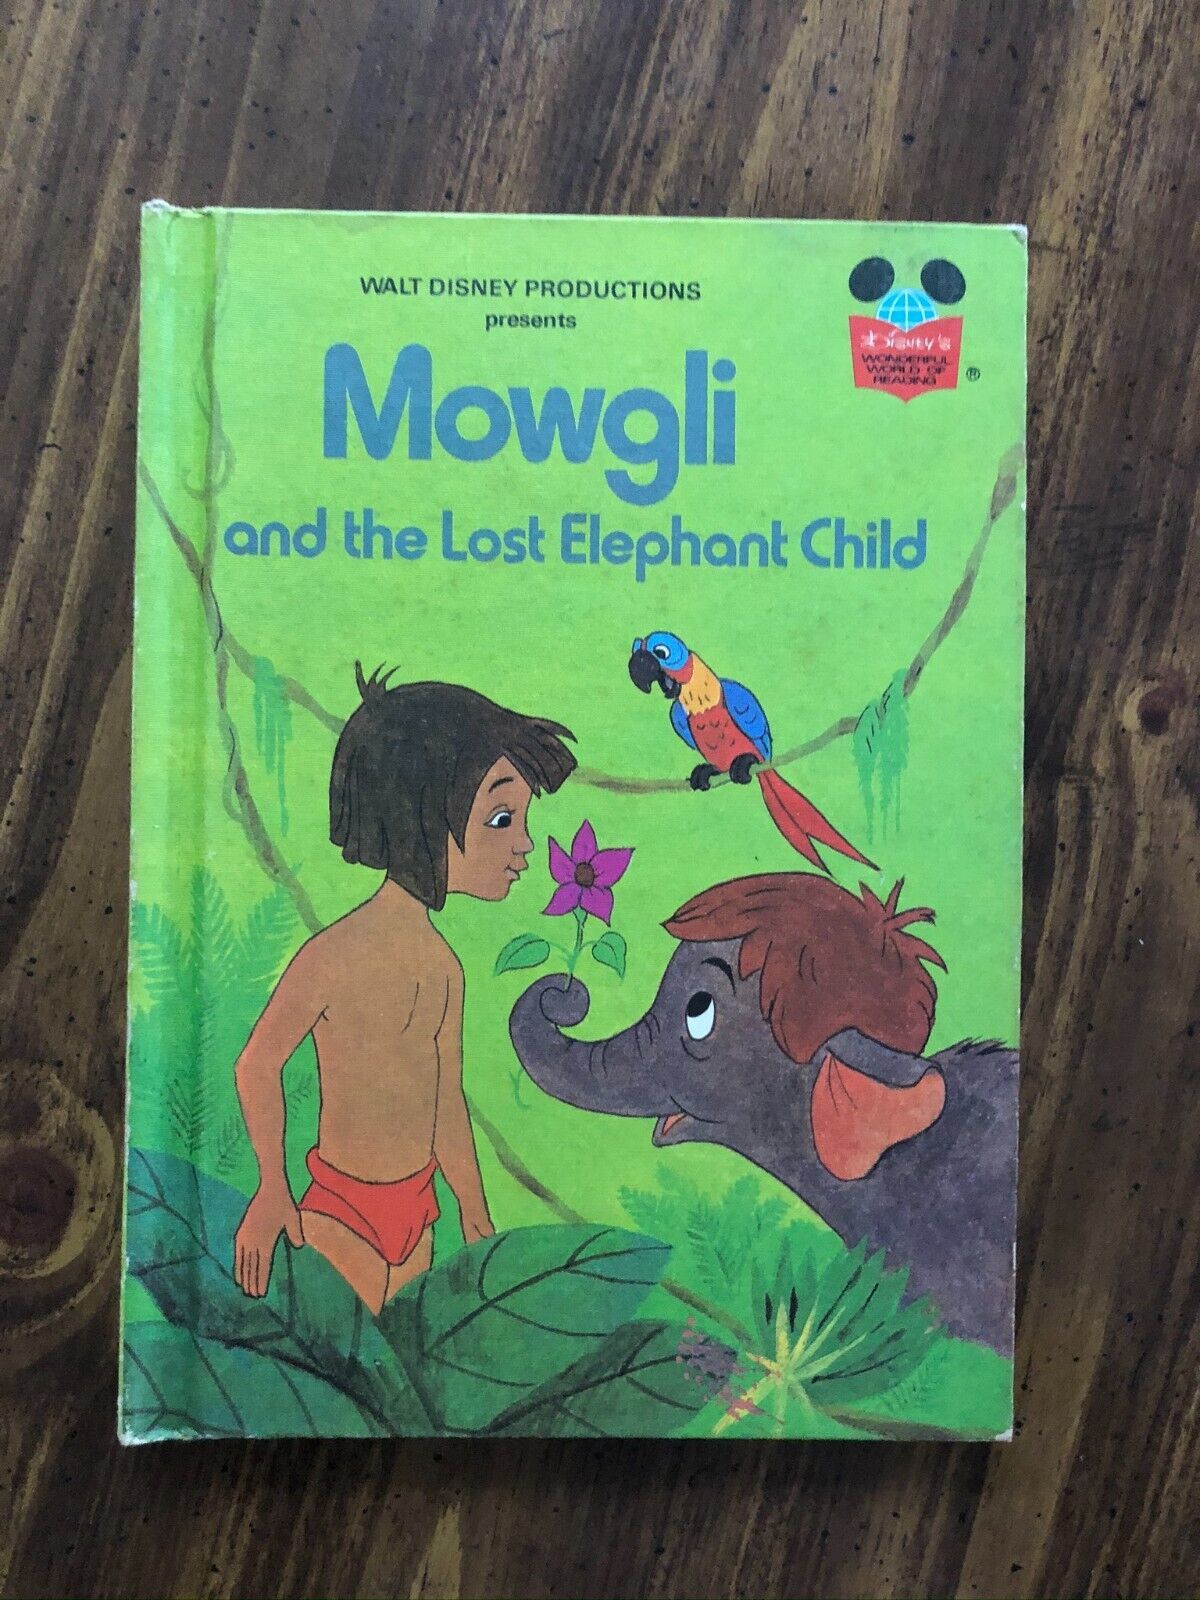 WALT DISNEY PRODUCTIONS
presents
Mowgli
and the Lost Elephant Child
Disney's
WONDERFUL
WORLD OF
READING
®